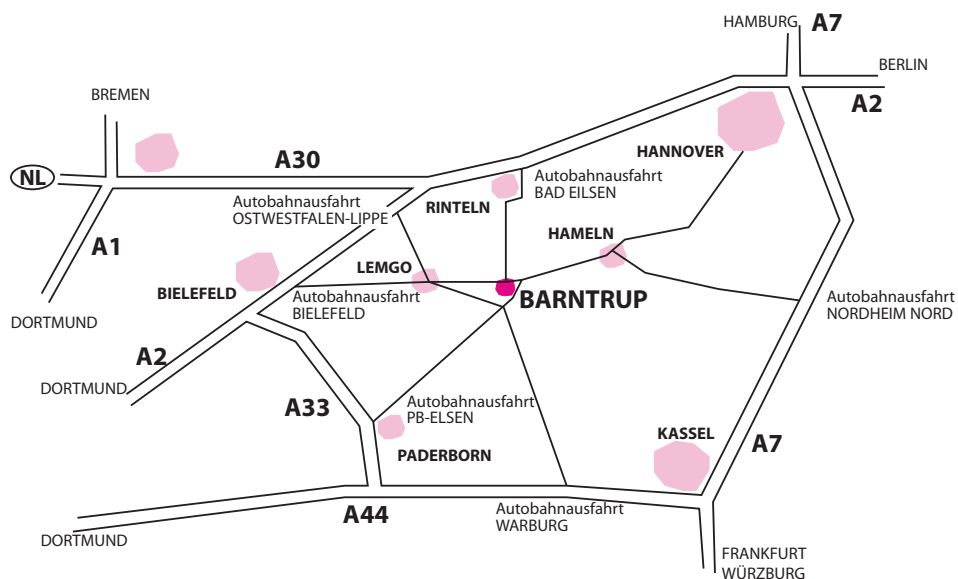 HAMBURG
A7
BERLIN
A2
BREMEN
HANNOVER
A30
NL
Autobahnausfahrt
BAD EILSEN
Autobahnausfahrt
OSTWESTFALEN-LIPPE
RINTELN
HAMELN
A1
LEMGO
BIELEFELD
Autobahnausfahrt
BIELEFELD
BARNTRUP
Autobahnausfahrt
NORDHEIM NORD
DORTMUND
A2
DORTMUND
A33
Autobahnausfahrt
PB-ELSEN
PADERBORN
KASSEL
A7
A44
Autobahnausfahrt
WARBURG
DORTMUND
FRANKFURT
WÜRZBURG